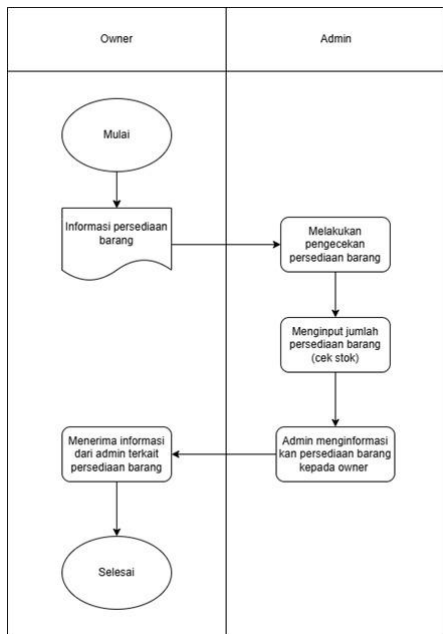 Owner
Admin
Mulai
Informasi persediaan
barang
Melakukan
pengecekan
persediaan barang
Menginput jumlah
persediaan barang
(cek stok)
Menerima informasi
dari admin terkait
persediaan barang
Admin menginformasi
kan persediaan barang
kepada owner
Selesai